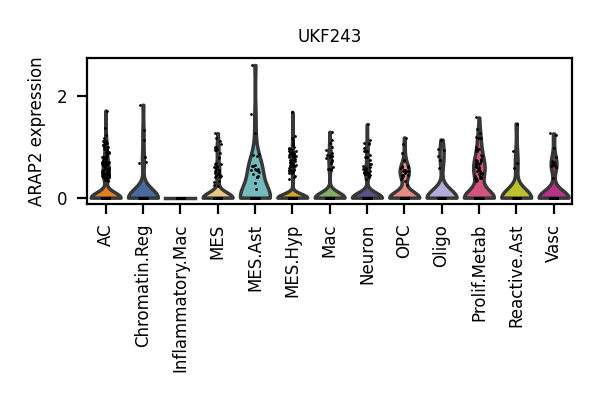 UKF243
ARAP2 expression
2
0
AC
Chromatin.Reg
Inflammatory.Mac
MES
MES.Ast
MES.Hyp
Mac
Neuron
OPC
Oligo
Prolif.Metab
Reactive.Ast
Vasc